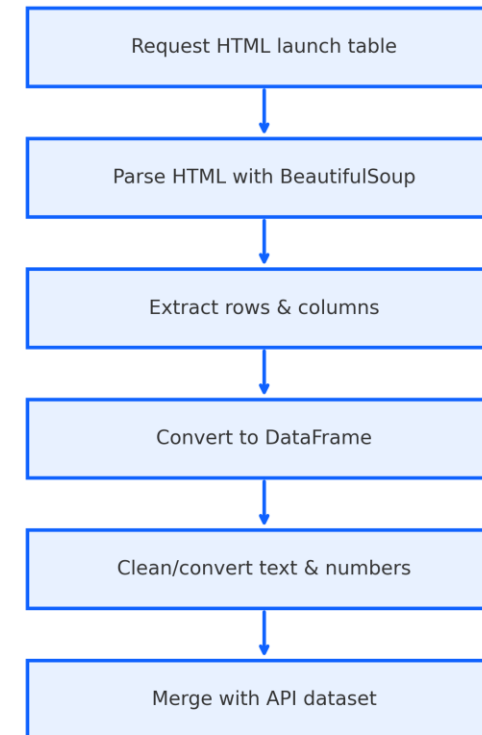 Request HTML launch table
Parse HTML with BeautifulSoup
Extract rows & columns
Convert to DataFrame
Clean/convert text & numbers
Merge with API dataset